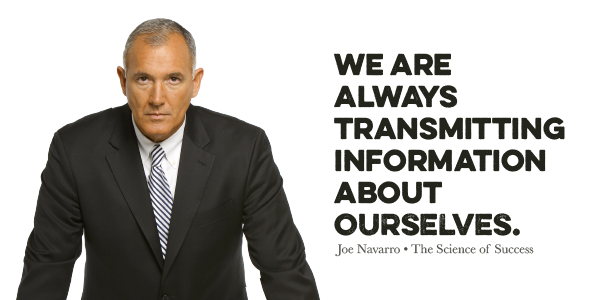 WE ARE
ALWAYS
TRANSMITTING
INFORMATION
ABOUT
OURSELVES.
Joe Navarro • The Science of Success